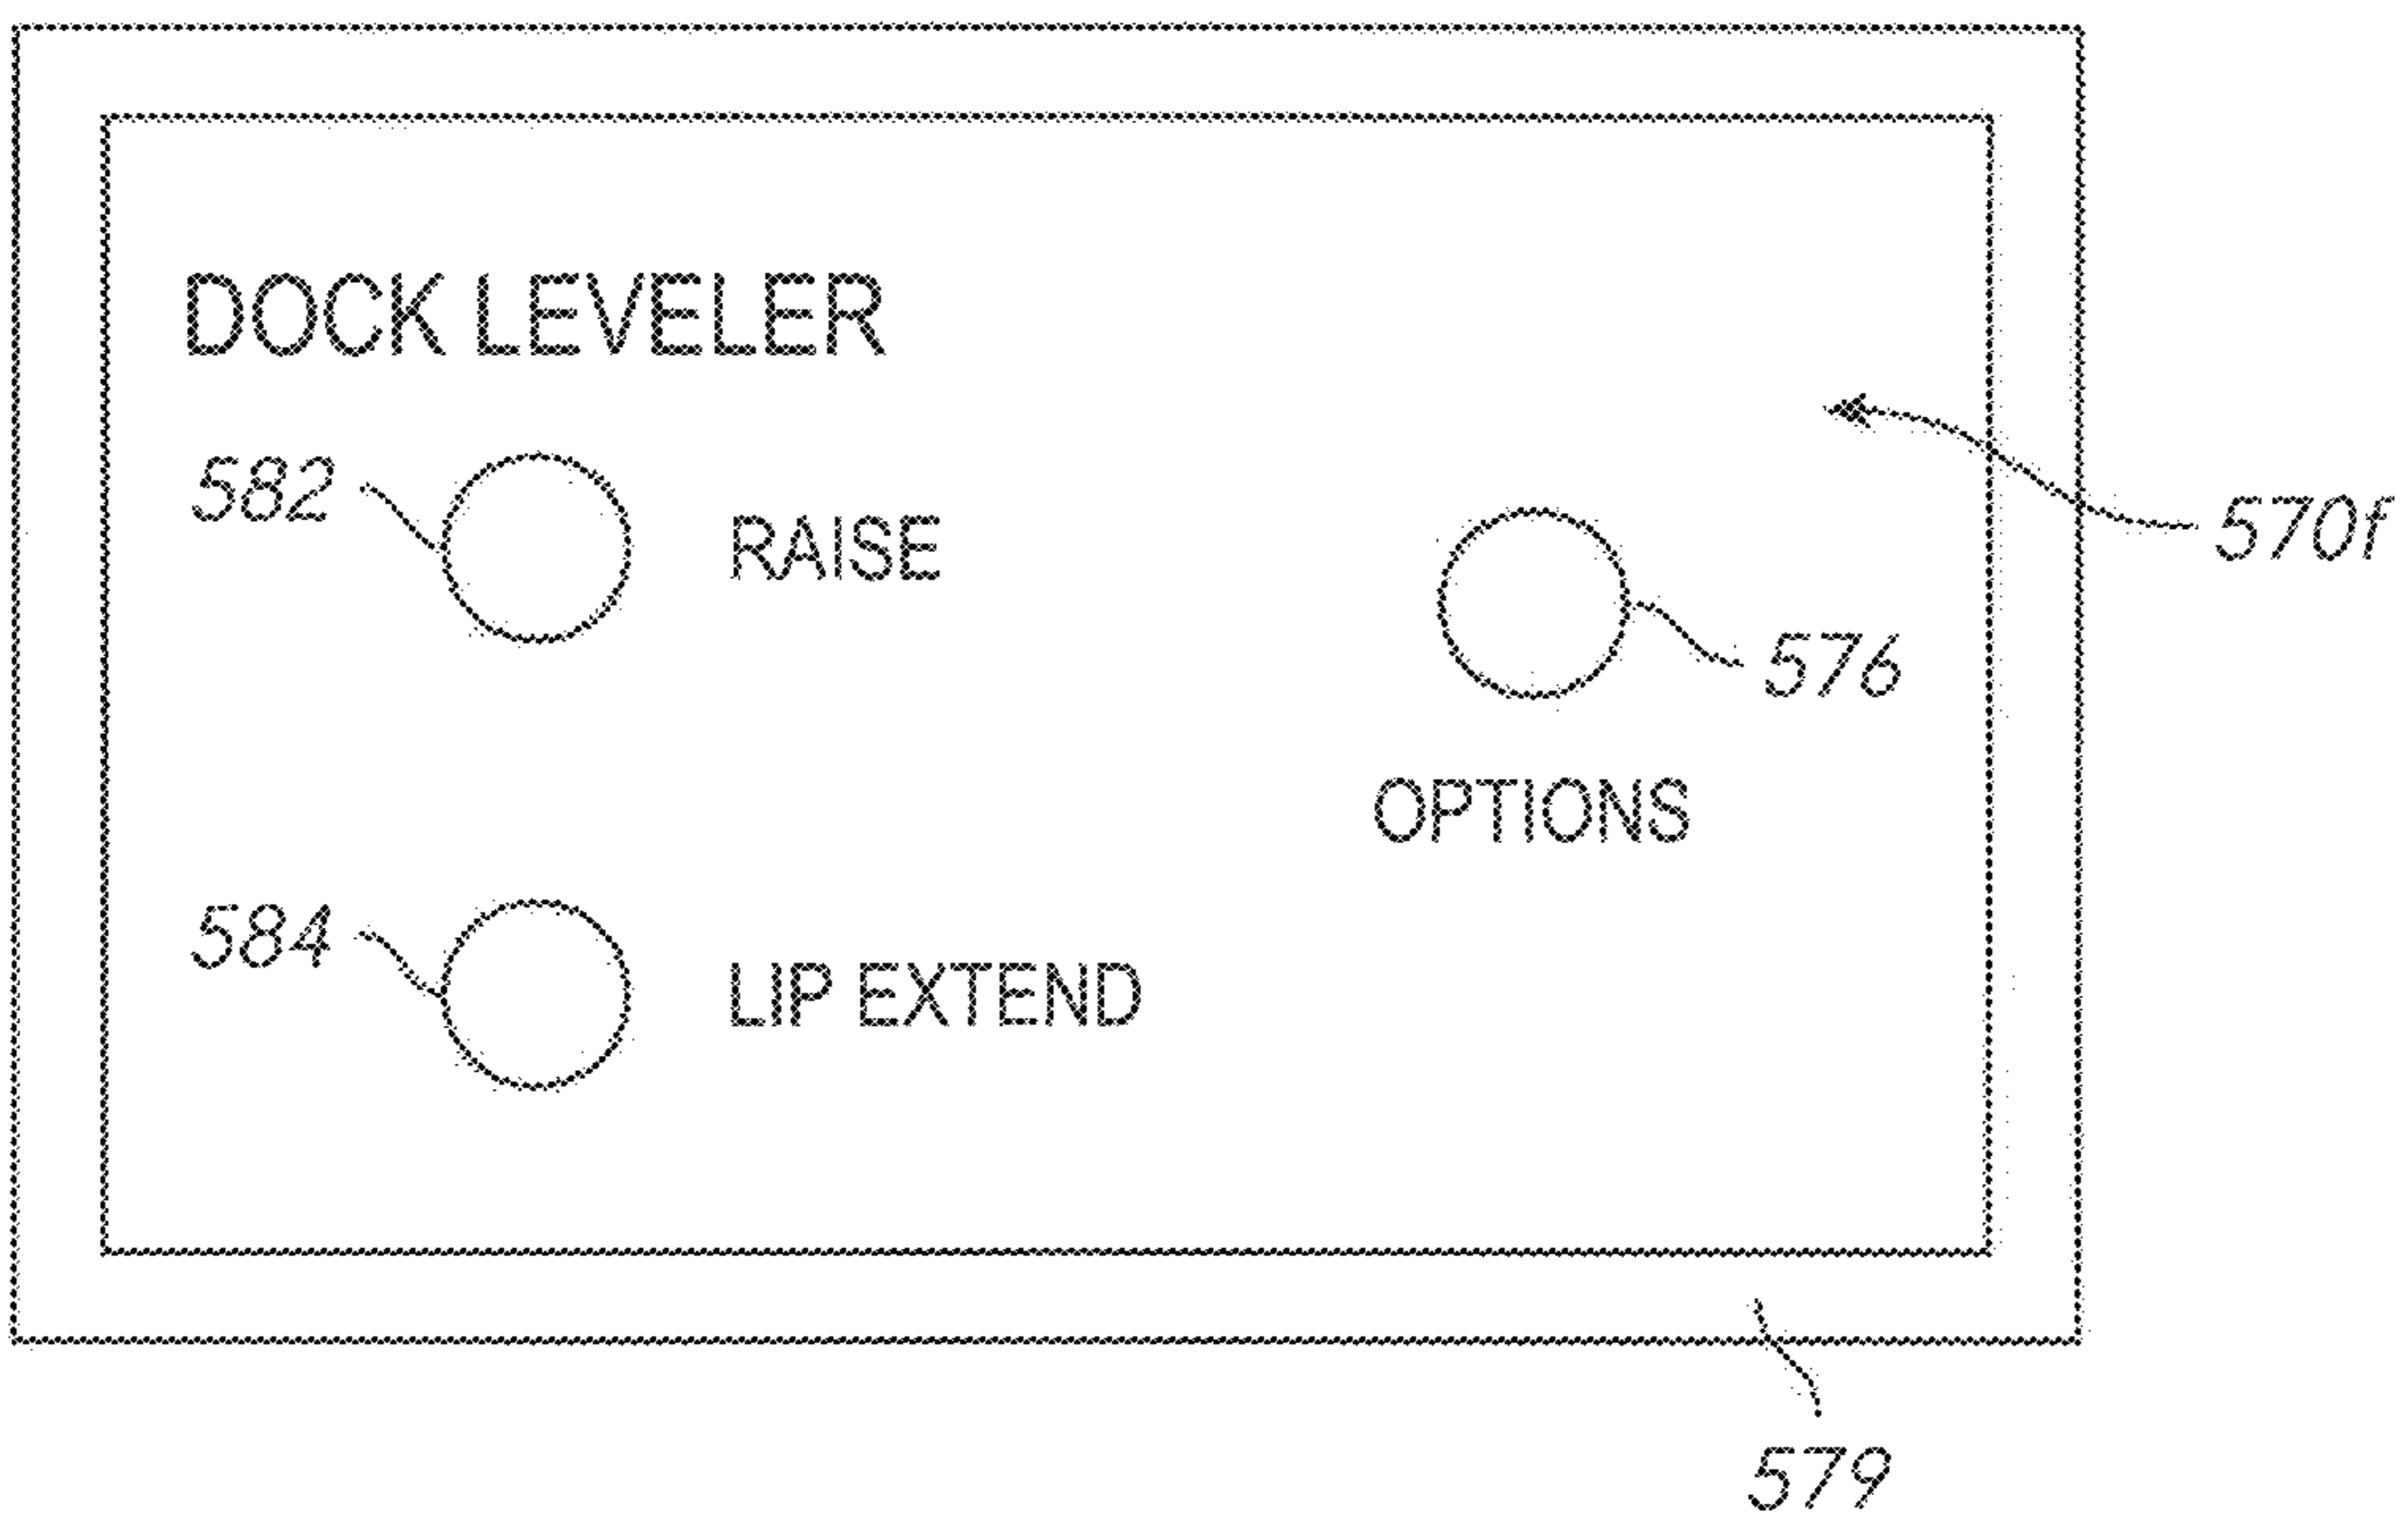 DOCK LEVELER
582
RAISE
570f
576
OPTIONS
584
LIP EXTEND
579